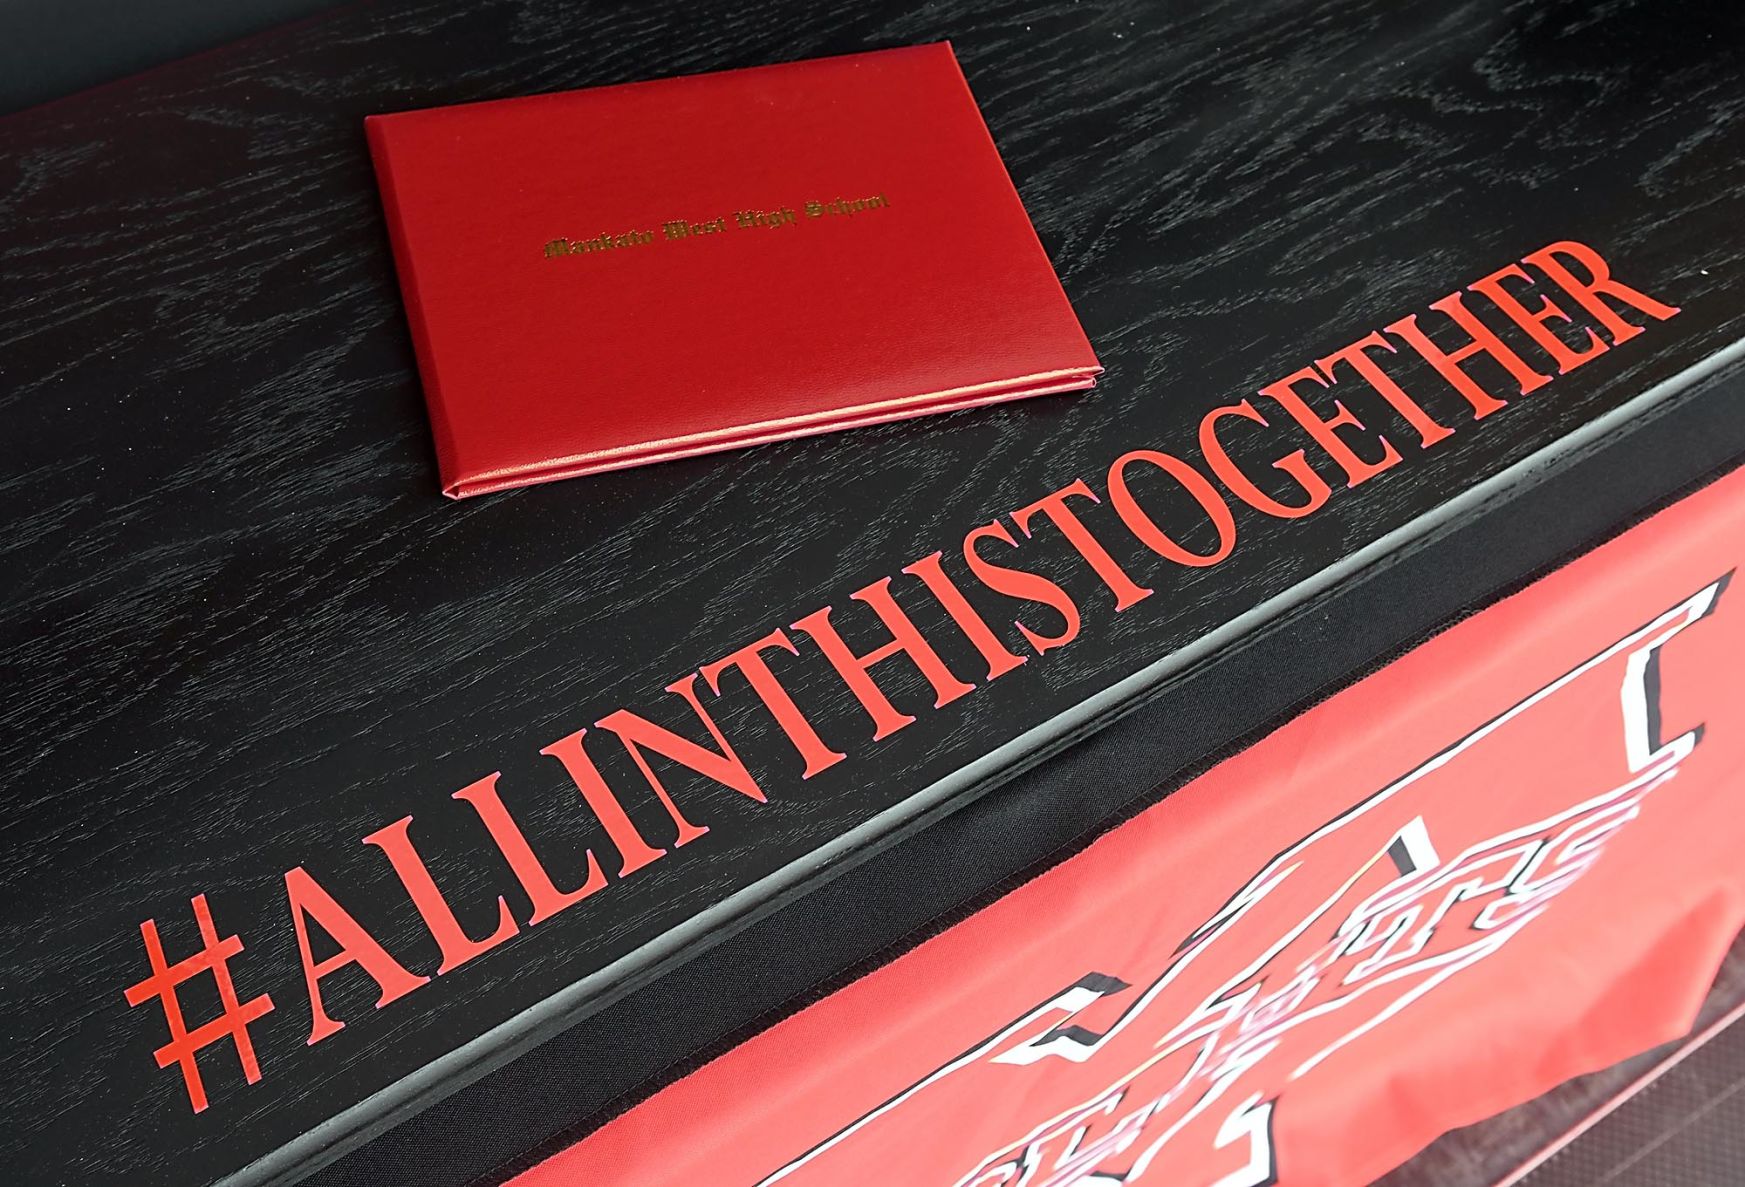 Mankato West High School
#ALLINTHISTOGETHER